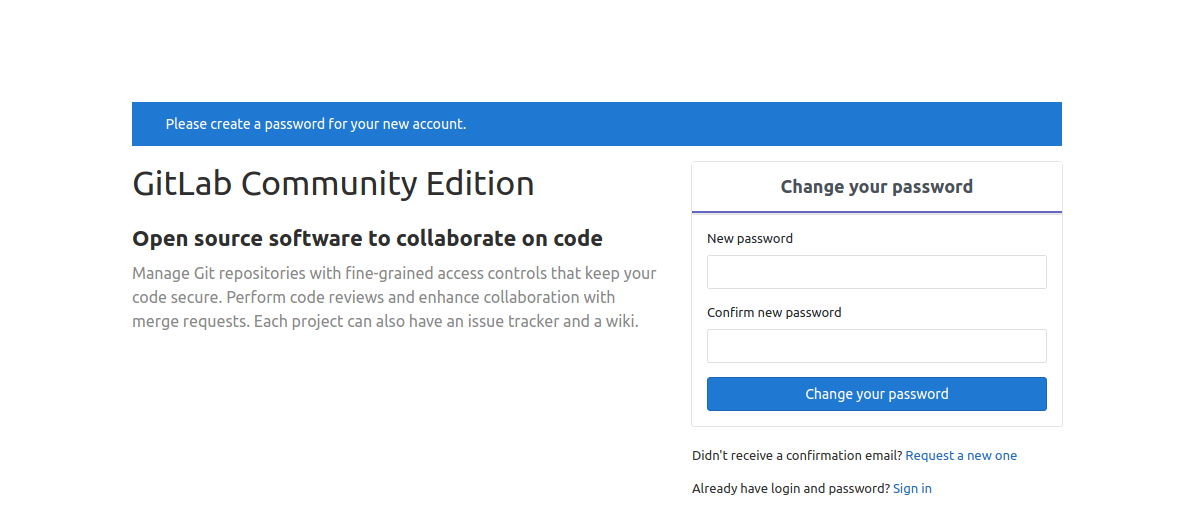 Please create a password for your new account.
GitLab Community Edition
Open source software to collaborate on code
Manage Git repositories with fine-grained access controls that keep your
code secure. Perform code reviews and enhance collaboration with
merge requests. Each project can also have an issue tracker and a wiki.
Change your password
New password
Confirm new password
Change your password
Didn't receive a confirmation email? Request a new one
Already have login and password? Sign in